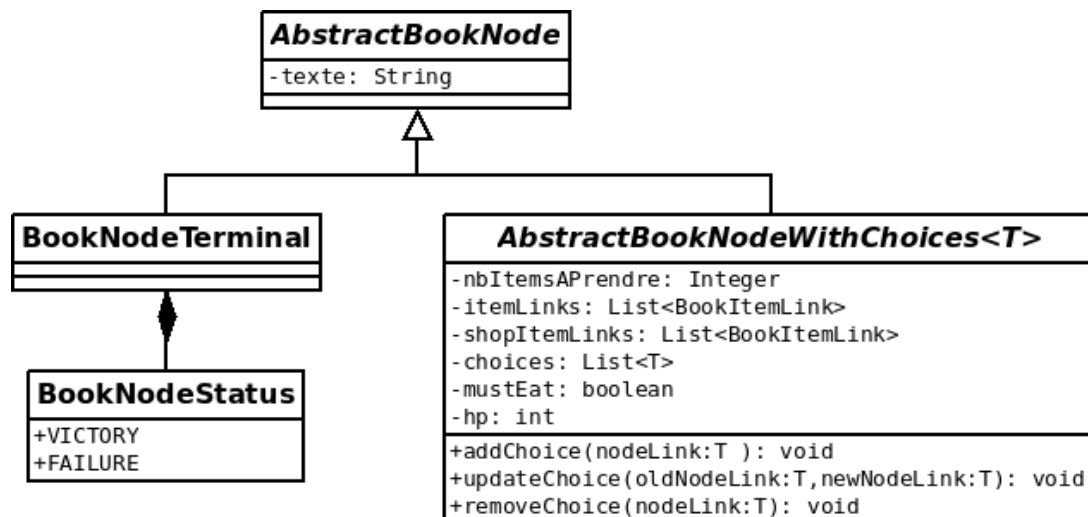 AbstractBookNode
-texte: String
BookNodeTerminal
BookNodeStatus
+VICTORY
+FAILURE
AbstractBookNodeWithChoices<T>
-nbItemsAPrendre: Integer
-itemLinks: List<BookItemLink>
-shopItemLinks: List<BookItemLink>
-choices: List<T>
-mustEat: boolean
-hp: int
+addChoice(nodeLink:T ): void
+updateChoice(oldNodeLink:T,newNodeLink:T): void
+removeChoice(nodeLink:T): void